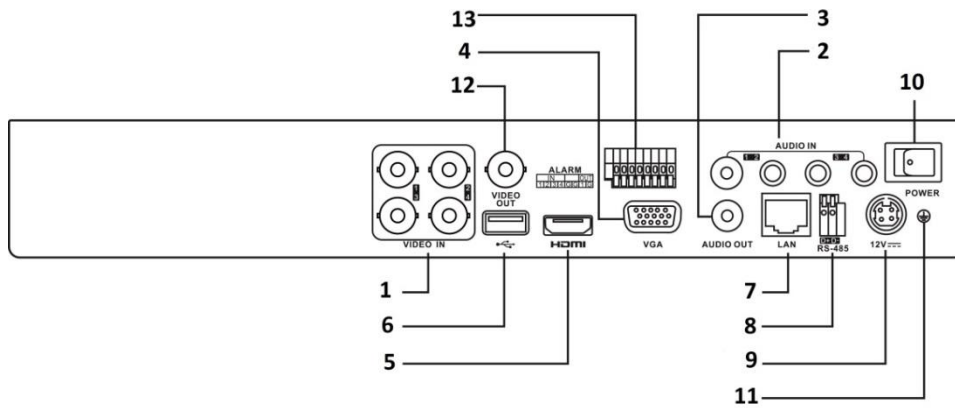 13
3
4
2
12
10
AUDIO IN
1 2
3 4
ALARM
IN OUT
1 2 3 4 G G 1 G
VIDEO
OUT
POWER
VIDEO IN
HDMI
VGA
AUDIO OUT
LAN
D+ D-
RS-485
12V
1
7
6
8
5
9
11